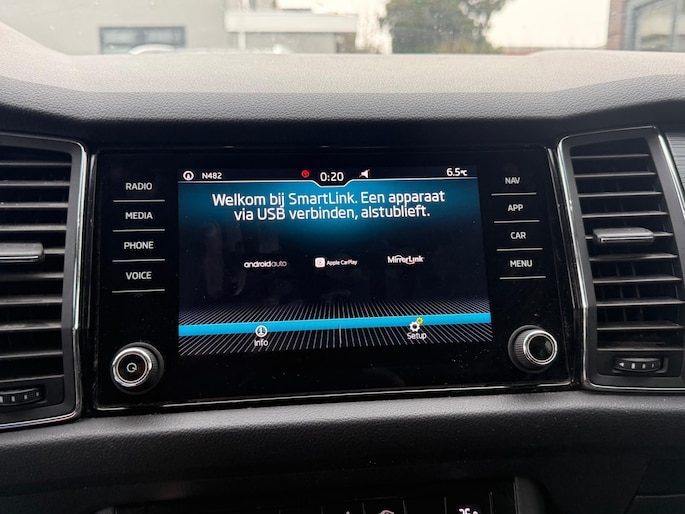 N482 0:20 6.5°C
RADIO
MEDIA
PHONE
VOICE
Welkom bij SmartLink. Een apparaat
via USB verbinden, alstublieft.
androidauto Apple CarPlay MirrorLink
Info Setup
NAV
APP
CAR
MENU